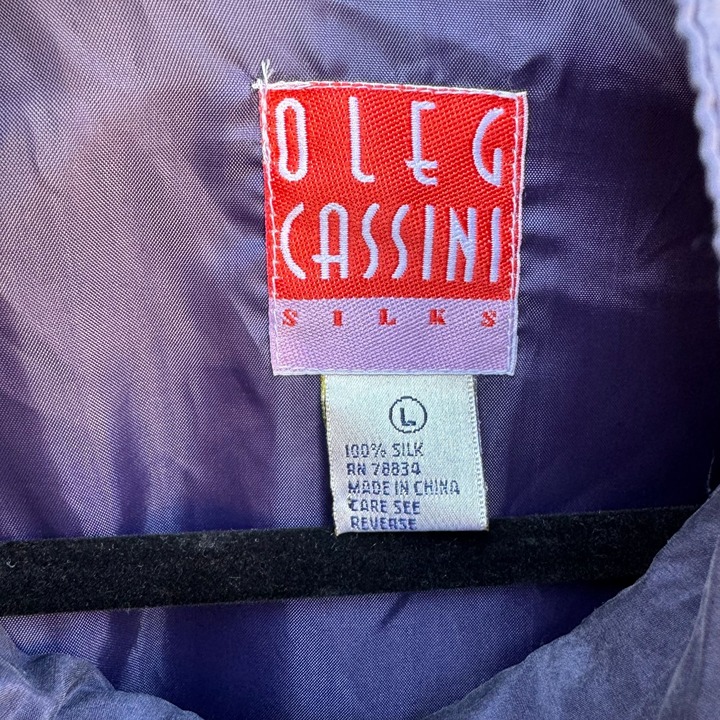 OLEG
CASSINI
SILKS
L
100% SILK
RN 78834
MADE IN CHINA
CARE SEE
REVERSE